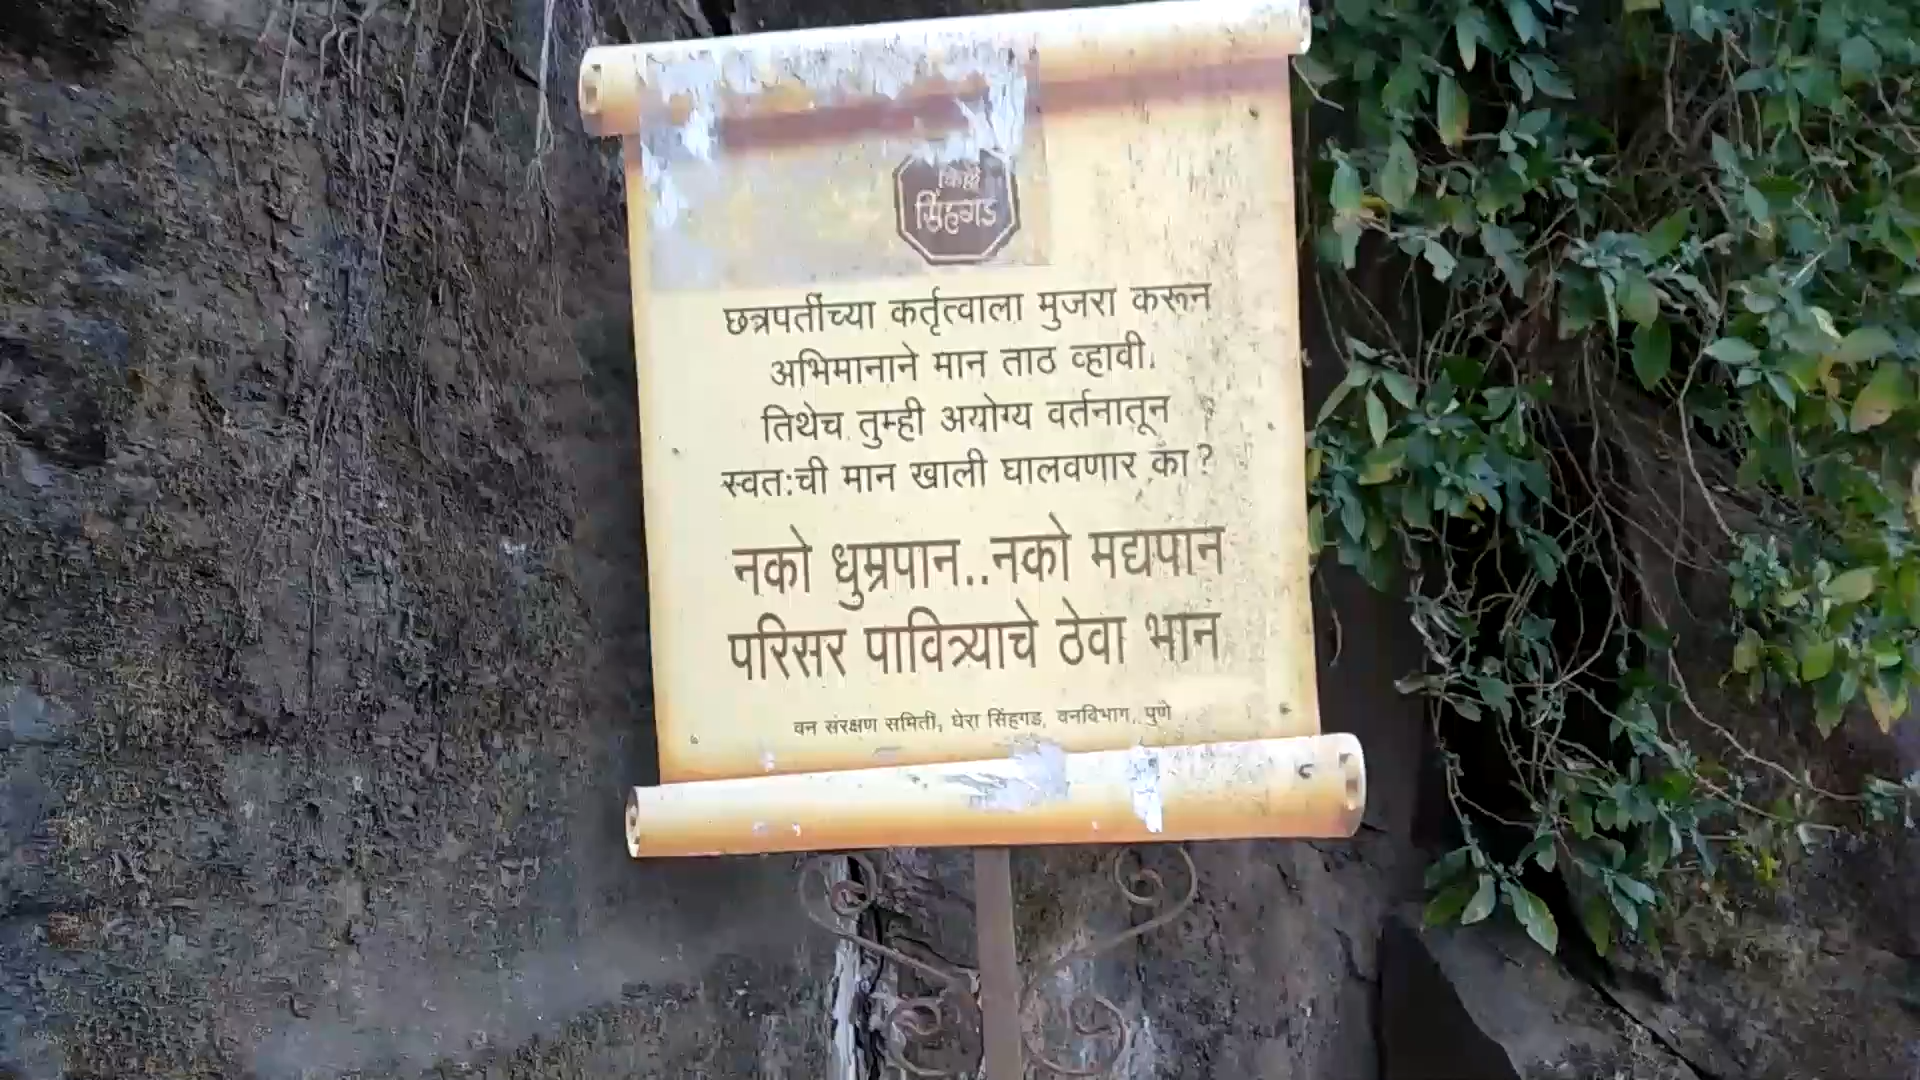 किल्ले
सिंहगड
छत्रपतींच्या कर्तृत्वाला मुजरा करून
अभिमानाने मान ताठ व्हावी.
तिथेच तुम्ही अयोग्य वर्तनातून
स्वत:ची मान खाली घालवणार का?
नको धुम्रपान..नको मद्यपान
परिसर पावित्र्याचे ठेवा भान
वन संरक्षण समिती, घेरा सिंहगड, वनविभाग, पुणे